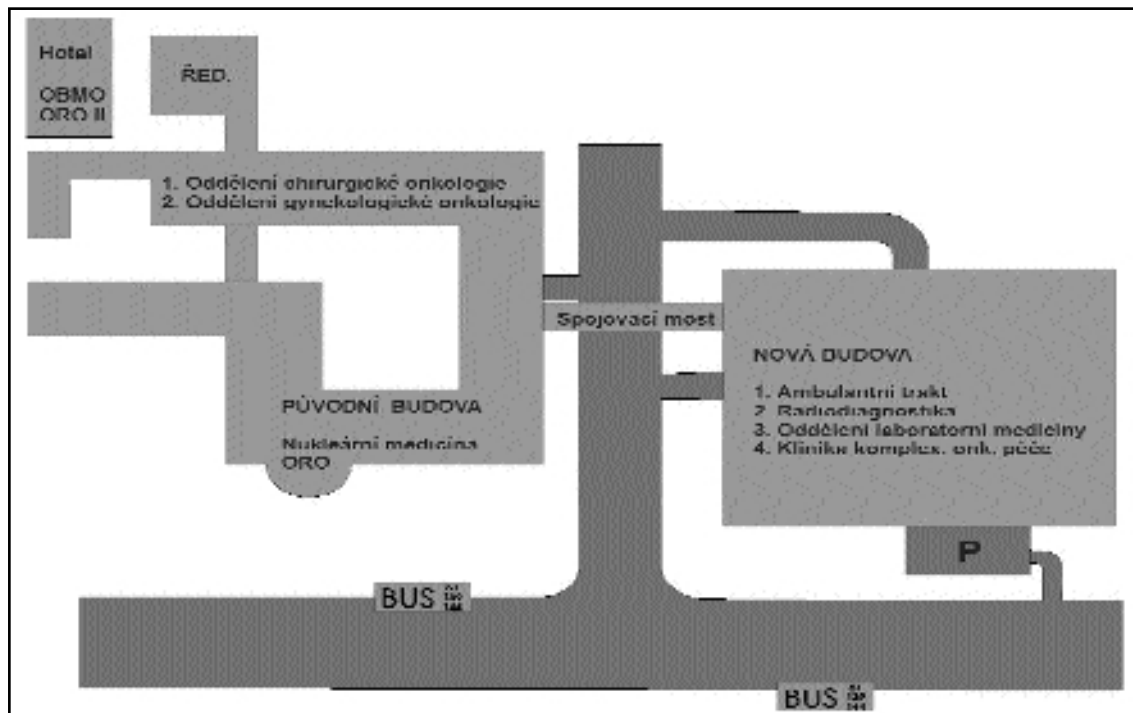 Hotel
OBMO
ORO II
ŘED.
1. Oddělení chirurgické onkologie
2. Oddělení gynekologické onkologie
Spojovací most
NOVÁ BUDOVA
1. Ambulantní trakt
2. Radiodiagnostika
3. Oddělení laboratorní medicíny
4. Klinika komplex. onk. péče
PŮVODNÍ BUDOVA
Nukleární medicína
ORO
P
BUS
BUS